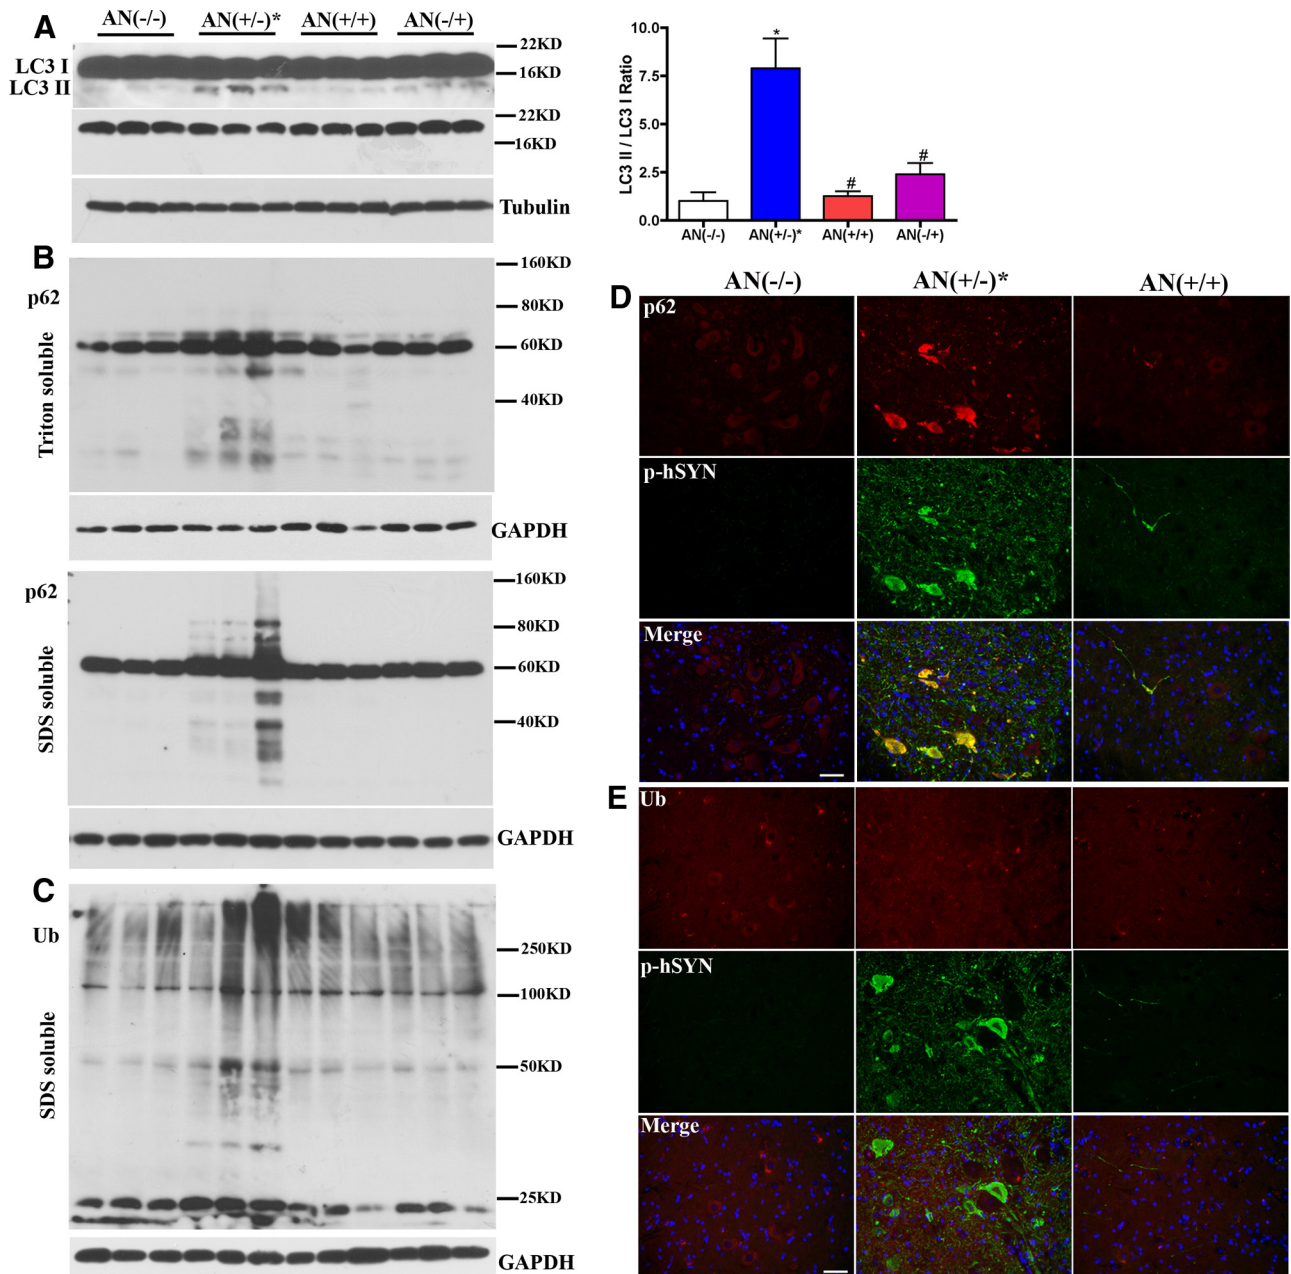 A
AN(-/-) AN(+/-)* AN(+/+) AN(-/+)
LC3 I
LC3 II
22KD
16KD
22KD
16KD
Tubulin
LC3 II / LC3 I Ratio
10.0
7.5
5.0
2.5
0.0
*
#
#
AN(-/-) AN(+/-)* AN(+/+) AN(-/+)
B
p62
Triton soluble
160KD
80KD
60KD
40KD
GAPDH
p62
SDS soluble
160KD
80KD
60KD
40KD
GAPDH
C
Ub
SDS soluble
250KD
100KD
50KD
25KD
GAPDH
D
AN(-/-) AN(+/-)* AN(+/+)
p62
p-hSYN
Merge
E
Ub
p-hSYN
Merge